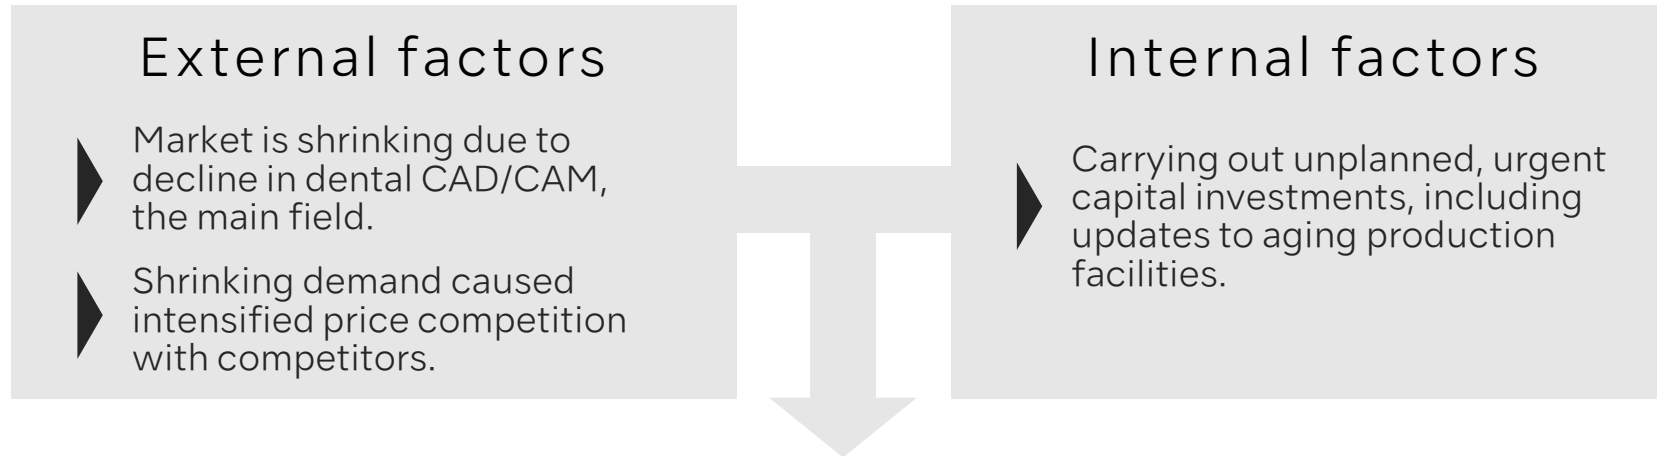 External factors
Market is shrinking due to
decline in dental CAD/CAM,
the main field.
Shrinking demand caused
intensified price competition
with competitors.
Internal factors
Carrying out unplanned, urgent
capital investments, including
updates to aging production
facilities.